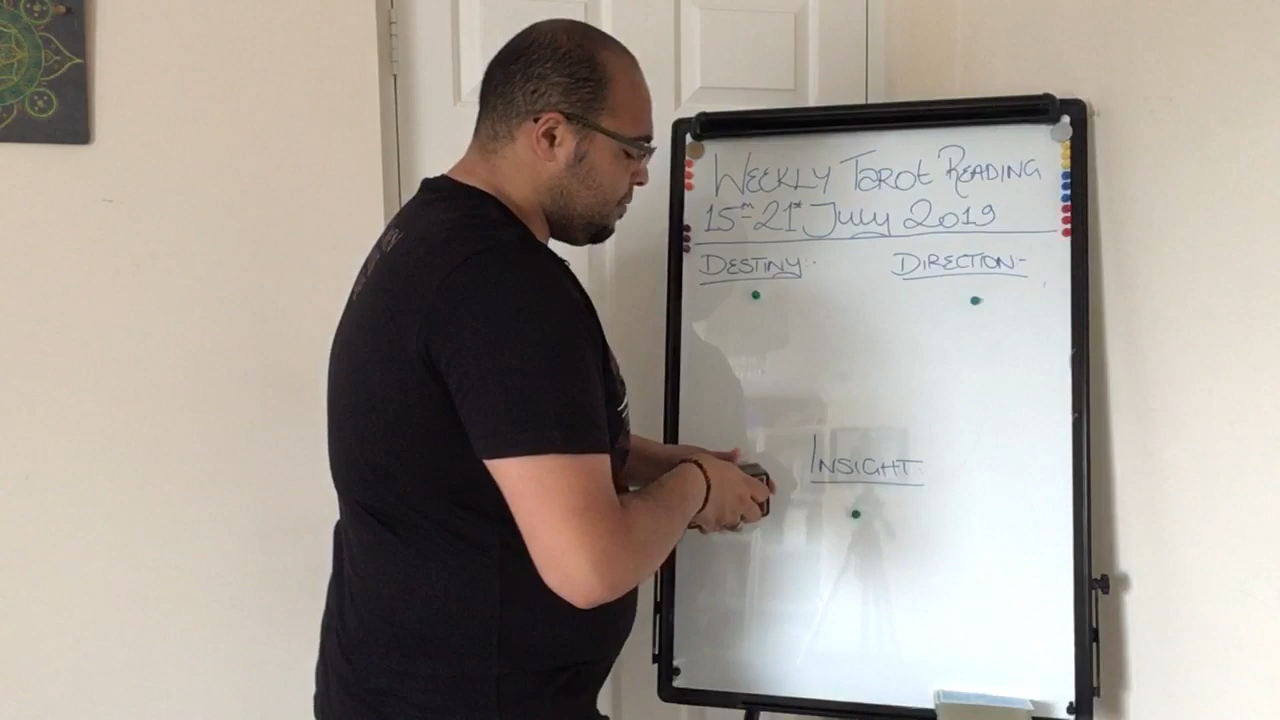 WEEKLY TAROT READING
15TH-21ST JULY 2019
DESTINY:-
DIRECTION:-
INSIGHT: